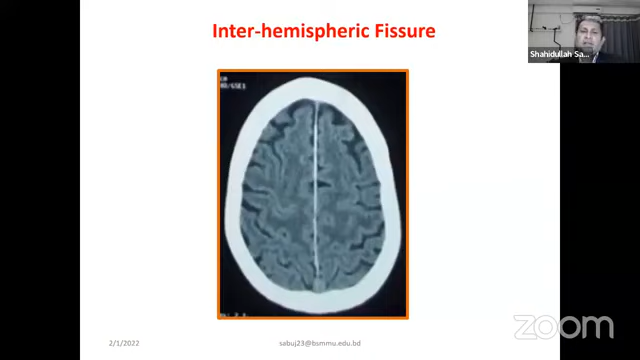 Inter-hemispheric Fissure
Shahidullah Sa...
zoom
2/1/2022
sabuj23@bsmmu.edu.bd